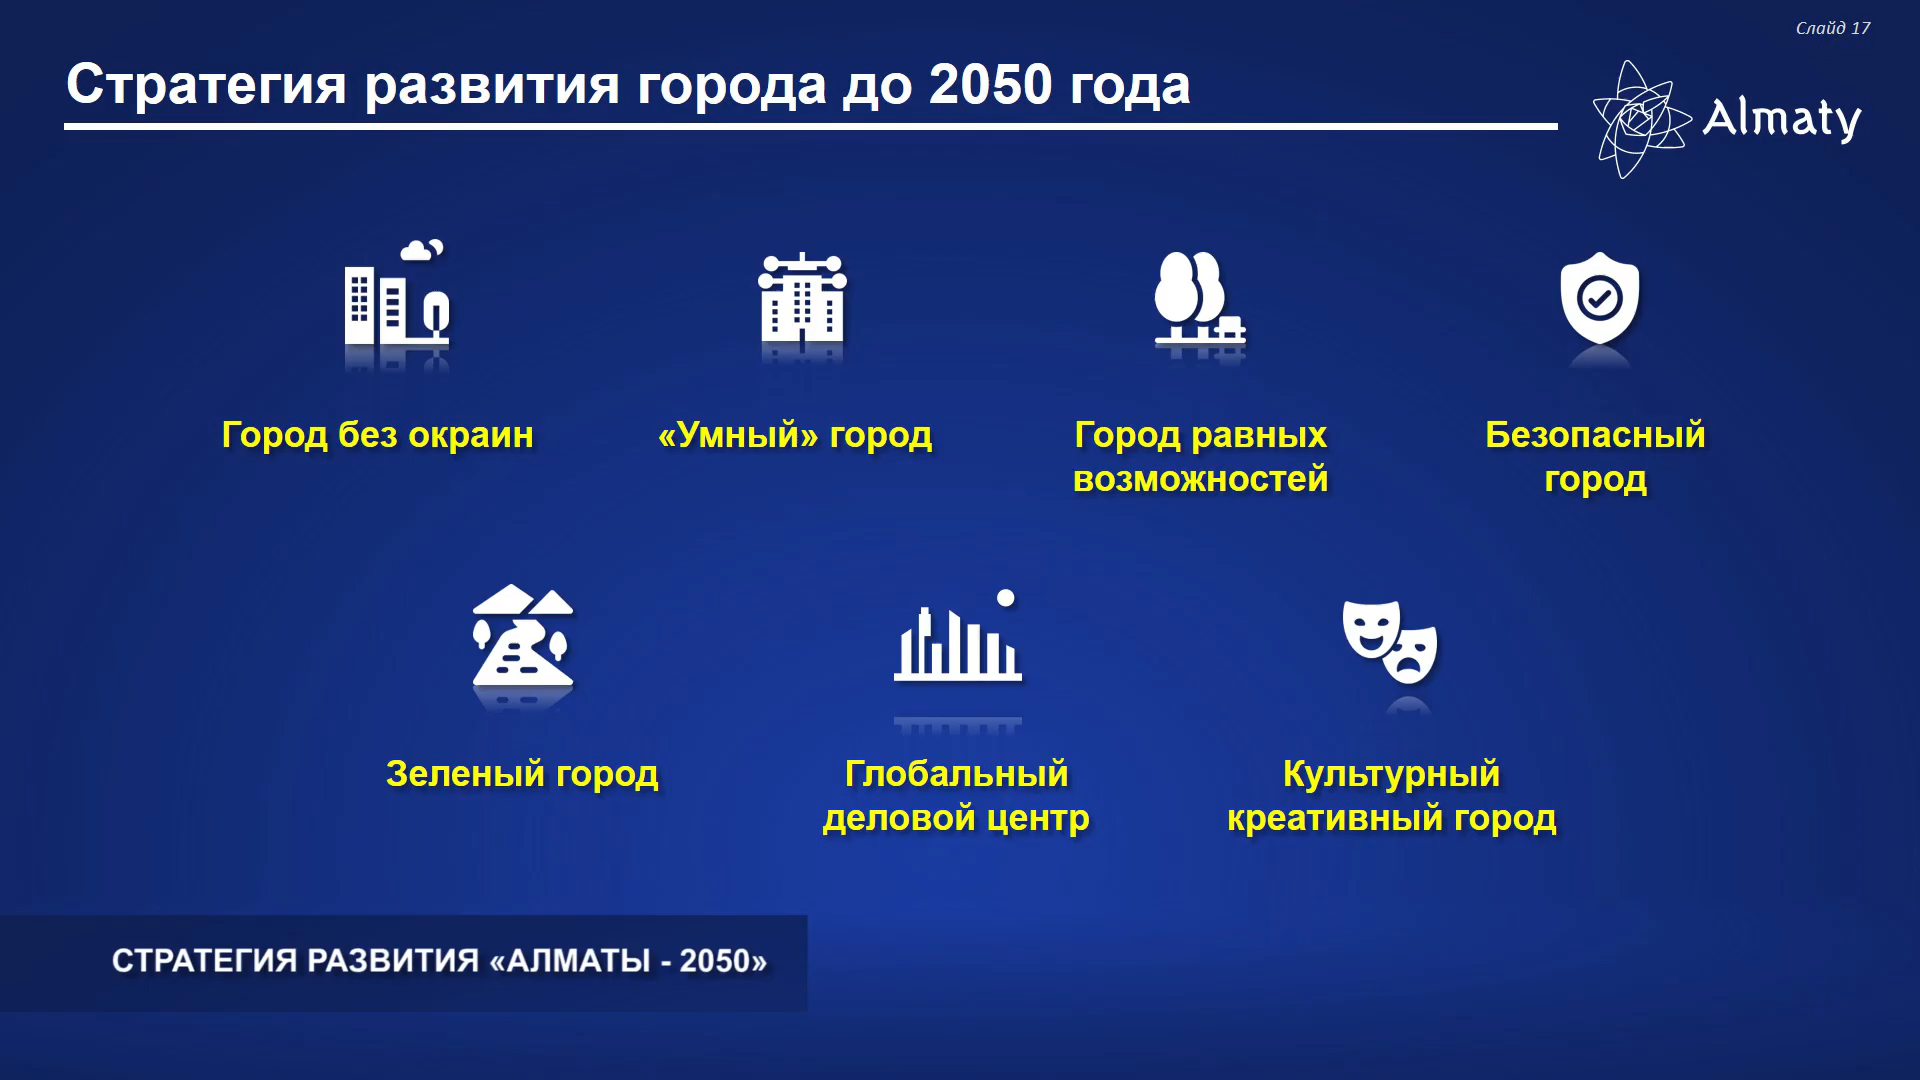 Слайд 17
Стратегия развития города до 2050 года
Almaty
Город без окраин
«Умный» город
Город равных
возможностей
Безопасный
город
Зеленый город
Глобальный
деловой центр
Культурный
креативный город
СТРАТЕГИЯ РАЗВИТИЯ «АЛМАТЫ - 2050»